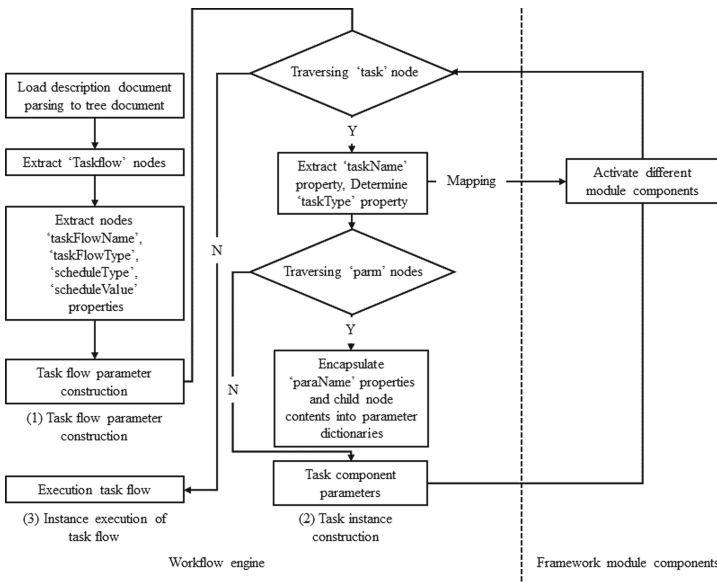 Load description document
parsing to tree document
Extract ‘Taskflow’ nodes
Extract nodes
‘taskFlowName’,
‘taskFlowType’,
‘scheduleType’,
‘scheduleValue’
properties
Task flow parameter
construction
(1) Task flow parameter
construction
Execution task flow
(3) Instance execution of
task flow
N
Traversing ‘task’ node
Y
Extract ‘taskName’
property, Determine
‘taskType’ property
Mapping
Traversing ‘parm’ nodes
Y
N
Encapsulate
‘paraName’ properties
and child node
contents into parameter
dictionaries
Task component
parameters
(2) Task instance
construction
Activate different
module components
Workflow engine
Framework module components